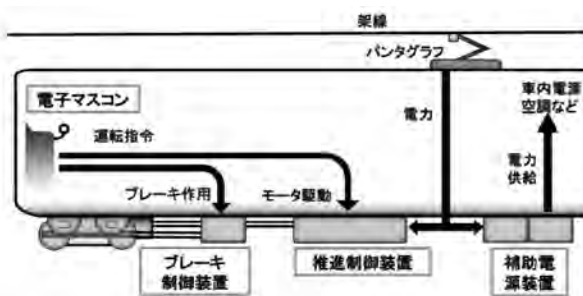 架線
パンタグラフ
電子マスコン
運転指令
電力
車内電源
空調など
ブレーキ作用
モータ駆動
電力
供給
ブレーキ
制御装置
推進制御装置
補助電
源装置